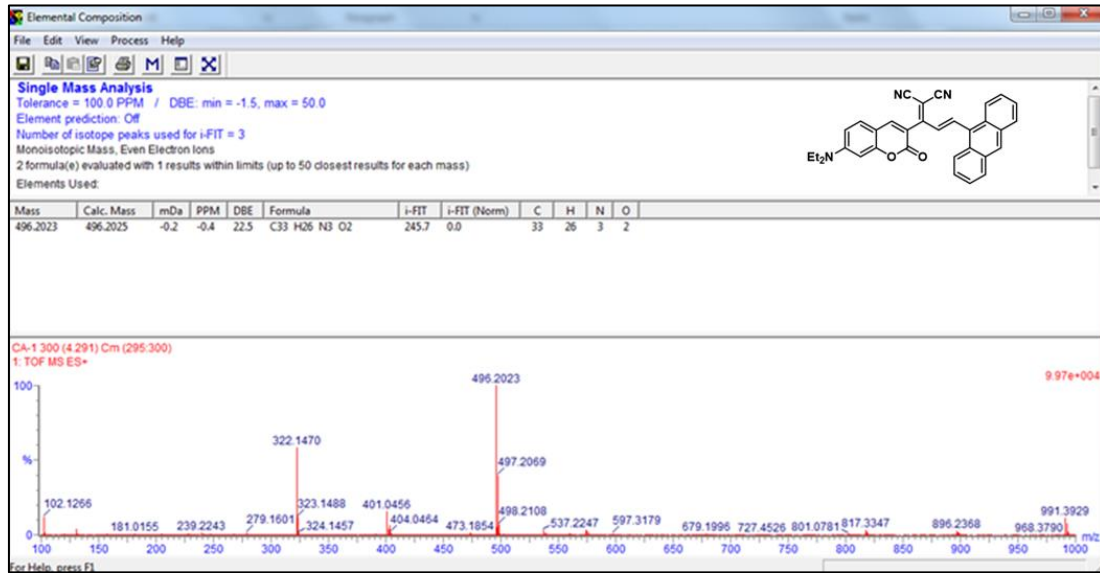 Elemental Composition
File Edit View Process Help
M
Single Mass Analysis
Tolerance = 100.0 PPM / DBE: min = -1.5, max = 50.0
Element prediction: Off
Number of isotope peaks used for i-FIT = 3
Monoisotopic Mass, Even Electron Ions
2 formula(e) evaluated with 1 results within limits (up to 50 closest results for each mass)
Elements Used:
NC CN
Et2N O O
Mass Calc. Mass mDa PPM DBE Formula i-FIT i-FIT (Norm) C H N O
496.2023 496.2025 -0.2 -0.4 22.5 C33 H26 N3 O2 245.7 0.0 33 26 3 2
CA-1 300 (4.291) Cm (295:300)
1: TOF MS ES+
9.97e+004
100
%
0
496.2023
322.1470
497.2069
102.1266
181.0155
239.2243
279.1601
323.1488
324.1457
401.0456
404.0464
473.1854
498.2108
537.2247
597.3179
679.1996
727.4526
801.0781
817.3347
896.2368
968.3790
991.3929
100 150 200 250 300 350 400 450 500 550 600 650 700 750 800 850 900 950 1000 m/z
For Help, press F1